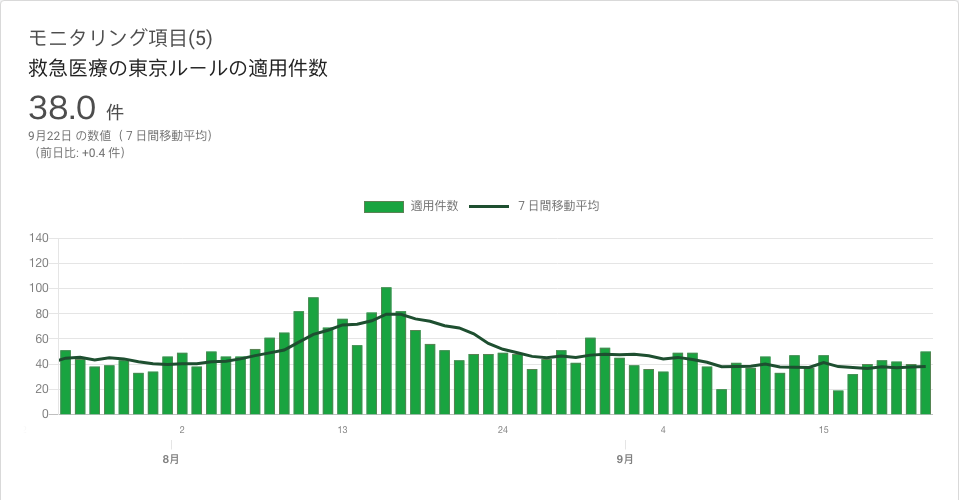 モニタリング項目(5)
救急医療の東京ルールの適用件数
38.0 件
9月22日 の数値（７日間移動平均）
（前日比: +0.4 件）
適用件数 ７日間移動平均
140
120
100
80
60
40
20
0
2 13 24 4 15
8月 9月